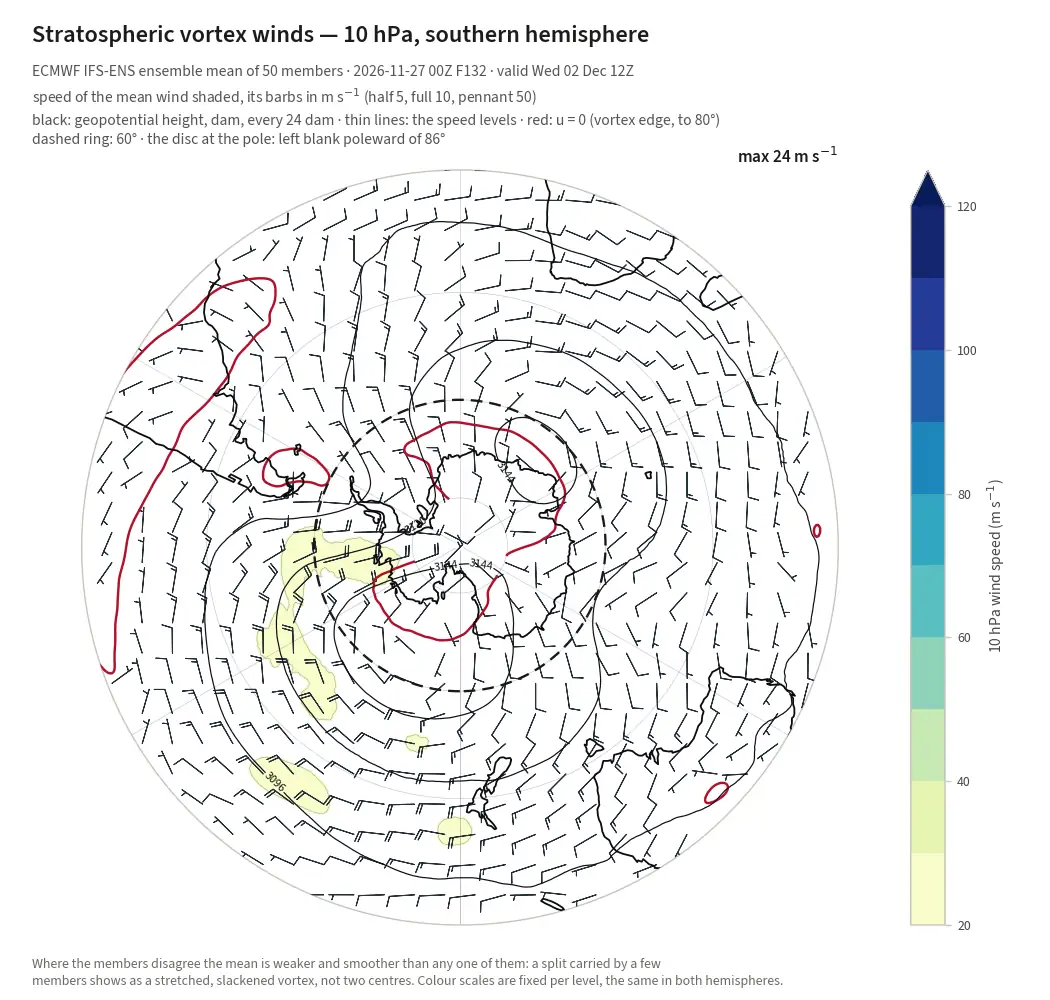 Stratospheric vortex winds — 10 hPa, southern hemisphere
ECMWF IFS-ENS ensemble mean of 50 members · 2026-11-27 00Z F132 · valid Wed 02 Dec 12Z
speed of the mean wind shaded, its barbs in m s⁻¹ (half 5, full 10, pennant 50)
black: geopotential height, dam, every 24 dam · thin lines: the speed levels · red: u = 0 (vortex edge, to 80°)
dashed ring: 60° · the disc at the pole: left blank poleward of 86°
max 24 m s⁻¹
120
100
80
60
40
20
10 hPa wind speed (m s⁻¹)
3144
3144
3144
3096
Where the members disagree the mean is weaker and smoother than any one of them: a split carried by a few
members shows as a stretched, slackened vortex, not two centres. Colour scales are fixed per level, the same in both hemispheres.